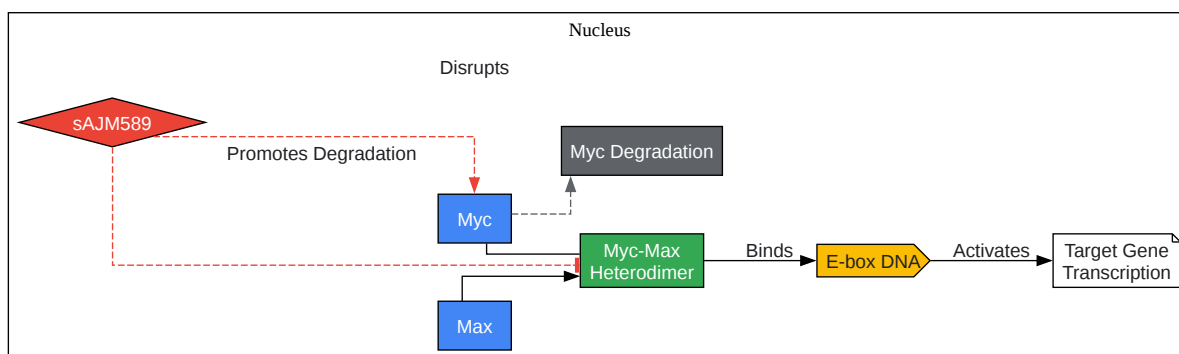 Nucleus
Disrupts
sAJM589
Promotes Degradation
Myc Degradation
Myc
Myc-Max
Heterodimer
Binds
E-box DNA
Activates
Target Gene
Transcription
Max